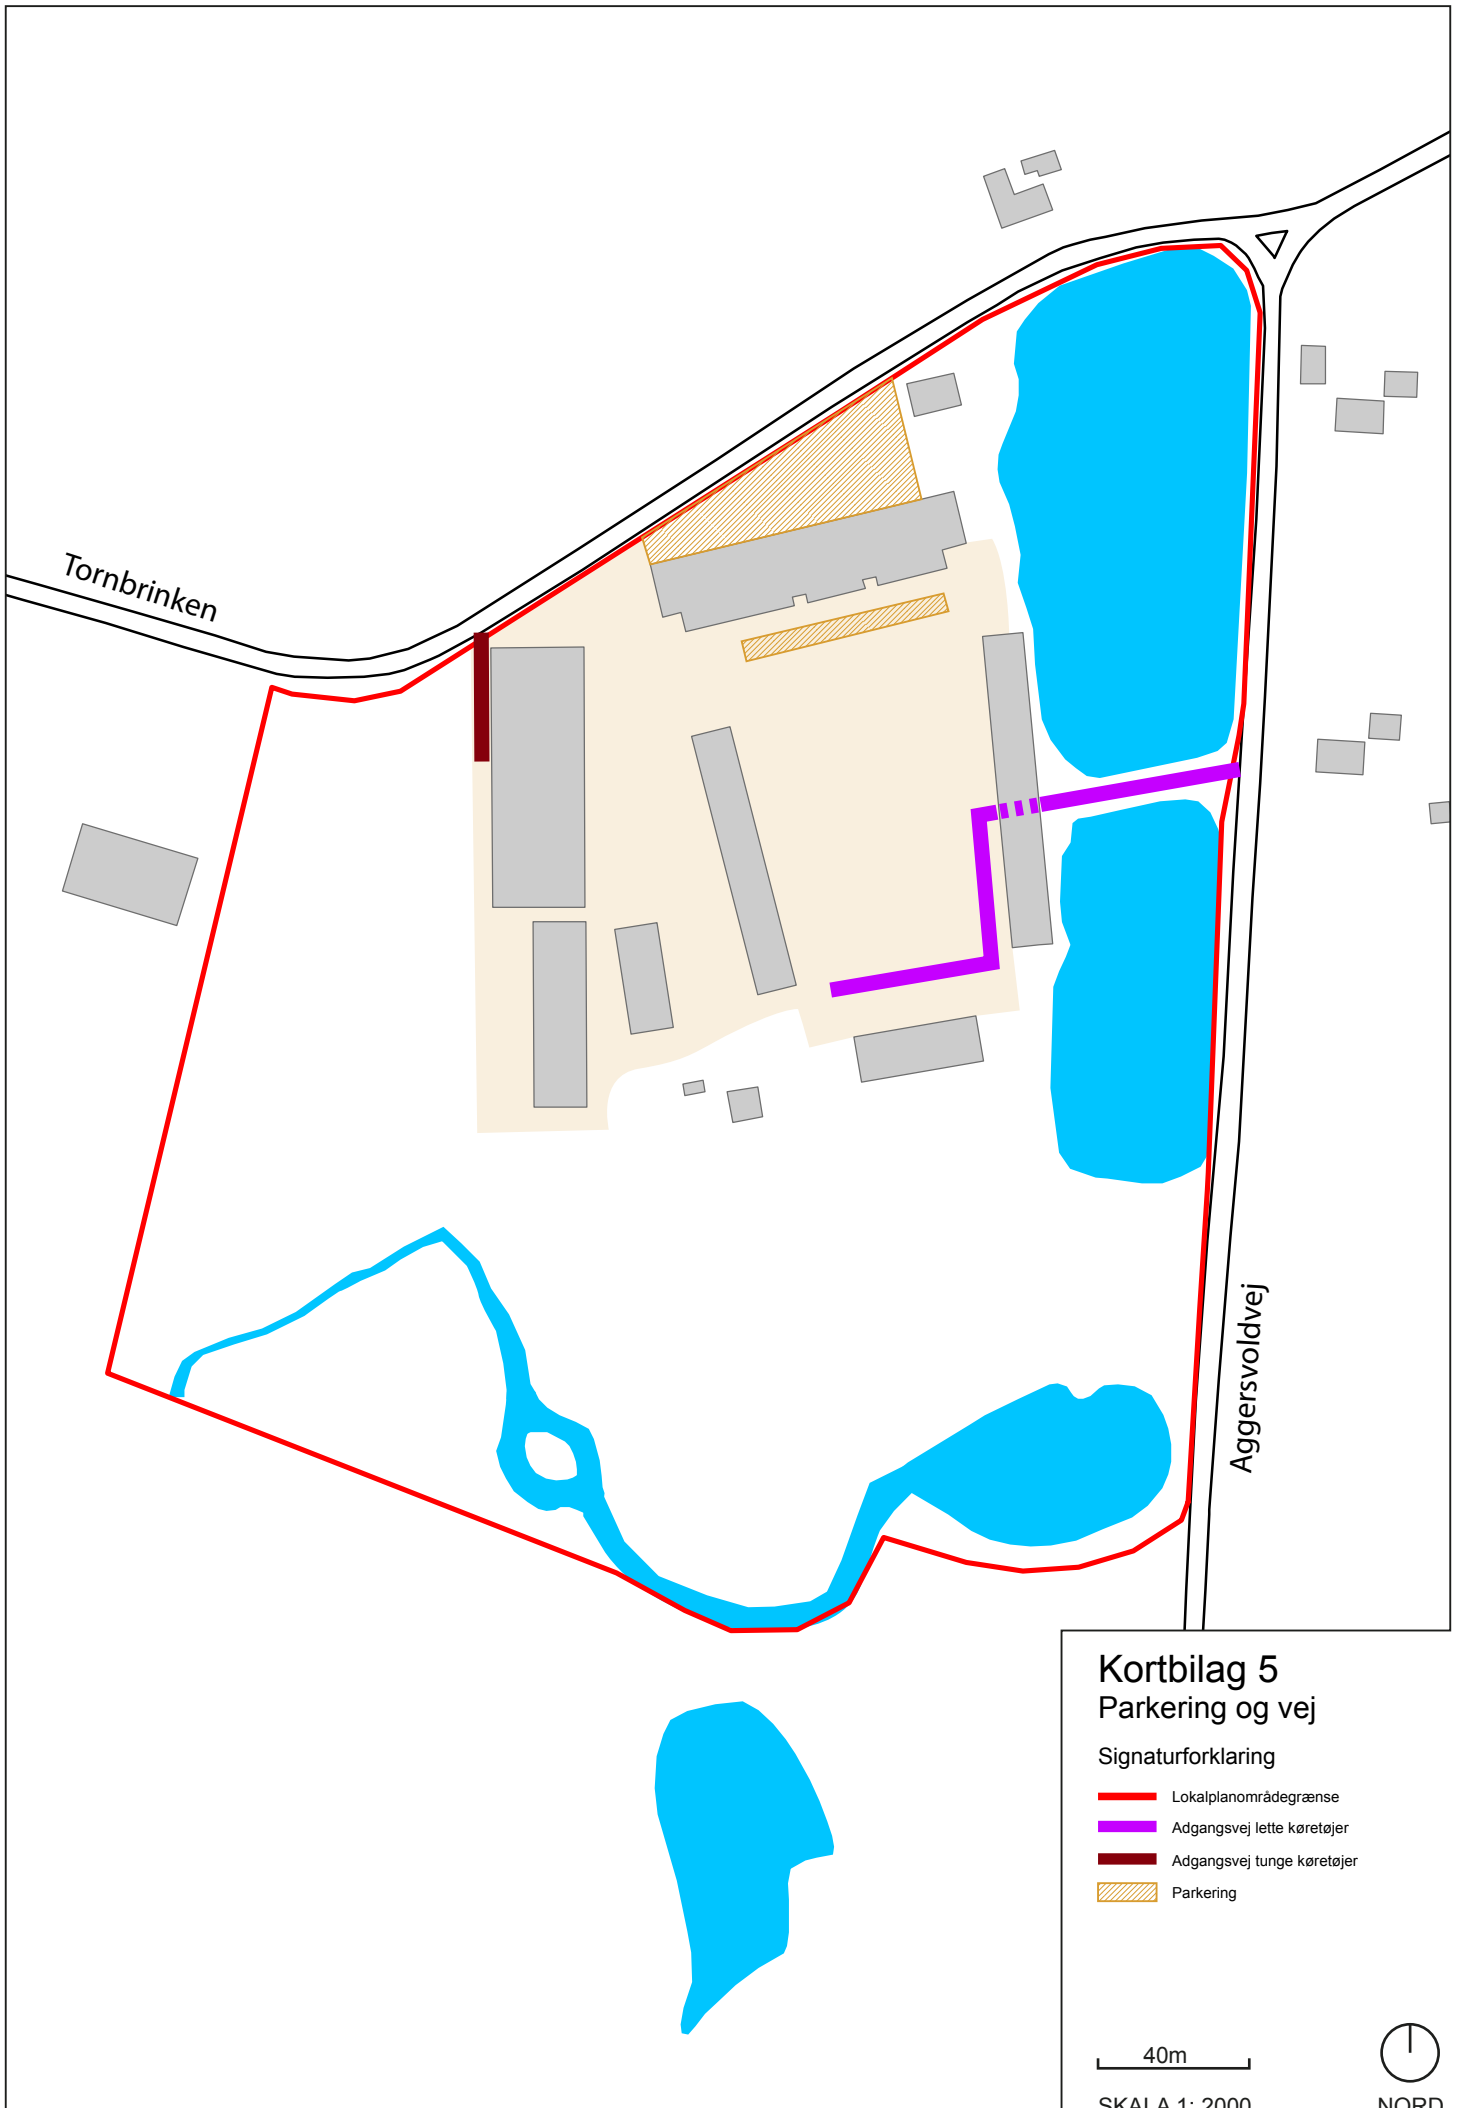 Tornbrinken
Aggersvoldvej
Kortbilag 5
Parkering og vej
Signaturforklaring
Lokalplanområdegrænse
Adgangsvej lette køretøjer
Adgangsvej tunge køretøjer
Parkering
40m
SKALA 1: 2000
NORD